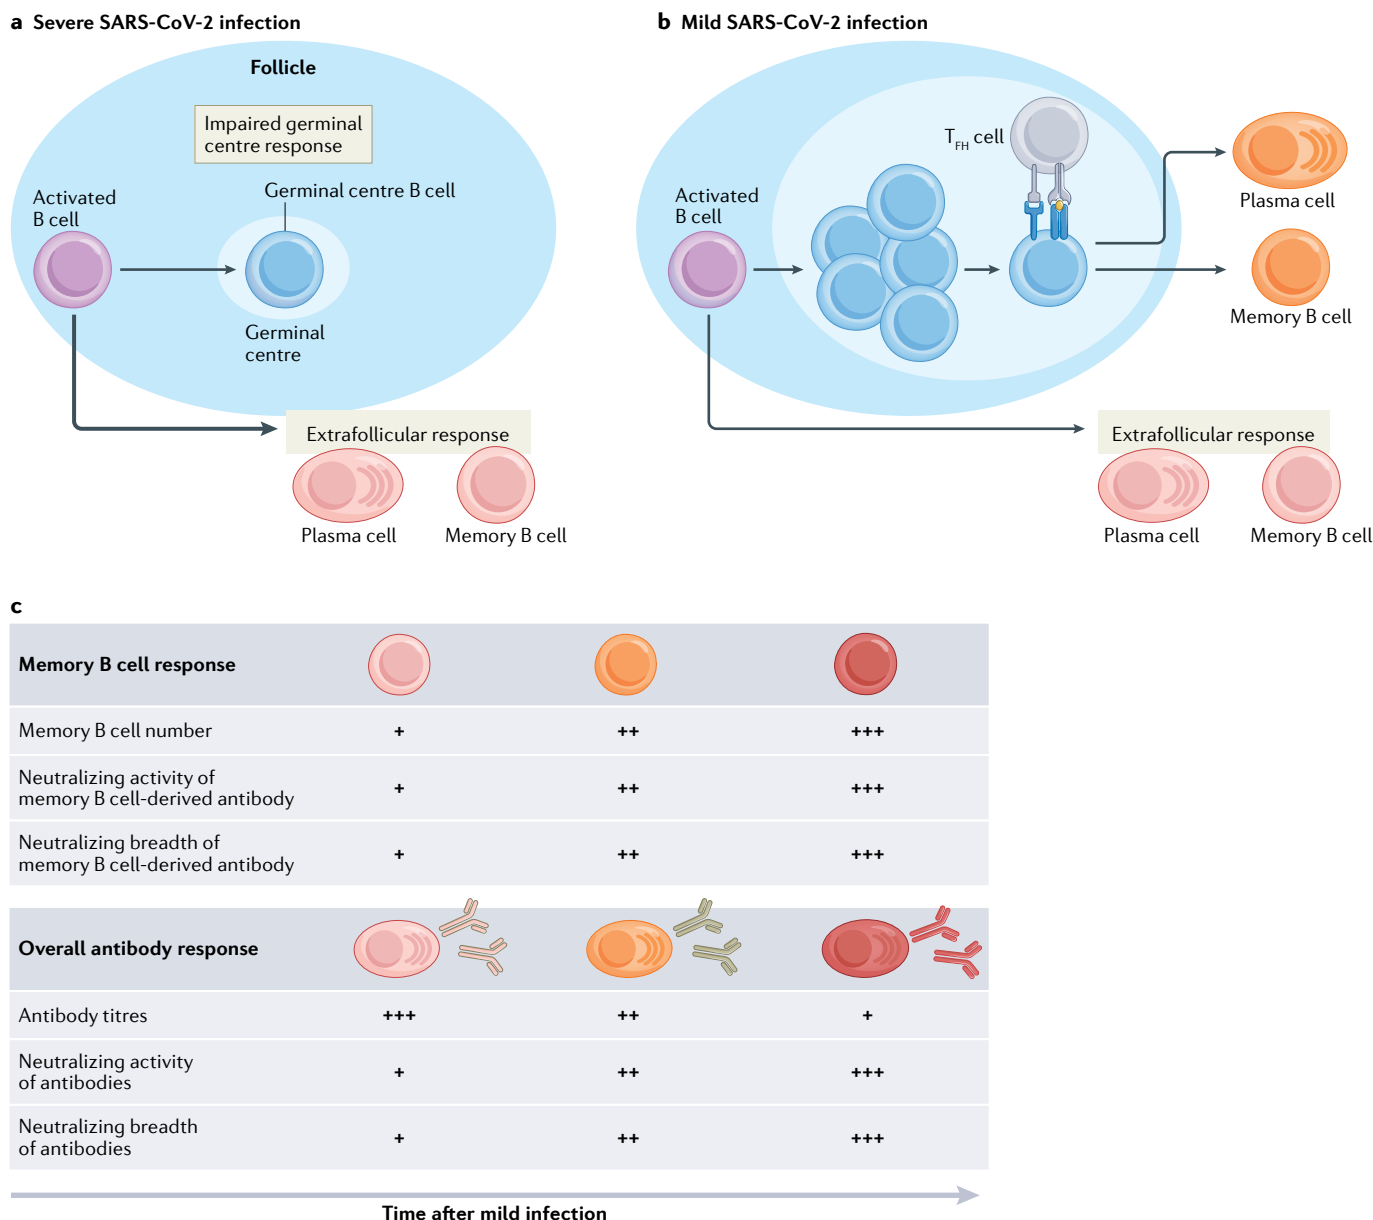 a Severe SARS-CoV-2 infection
Follicle
Impaired germinal
centre response
Activated
B cell
Germinal centre B cell
Germinal
centre
Extrafollicular response
Plasma cell
Memory B cell
b Mild SARS-CoV-2 infection
Activated
B cell
TFH cell
Plasma cell
Memory B cell
Extrafollicular response
Plasma cell
Memory B cell
c
Memory B cell response
Memory B cell number + ++ +++
Neutralizing activity of
memory B cell-derived antibody + ++ +++
Neutralizing breadth of
memory B cell-derived antibody + ++ +++
Overall antibody response
Antibody titres +++ ++ +
Neutralizing activity
of antibodies + ++ +++
Neutralizing breadth
of antibodies + ++ +++
Time after mild infection